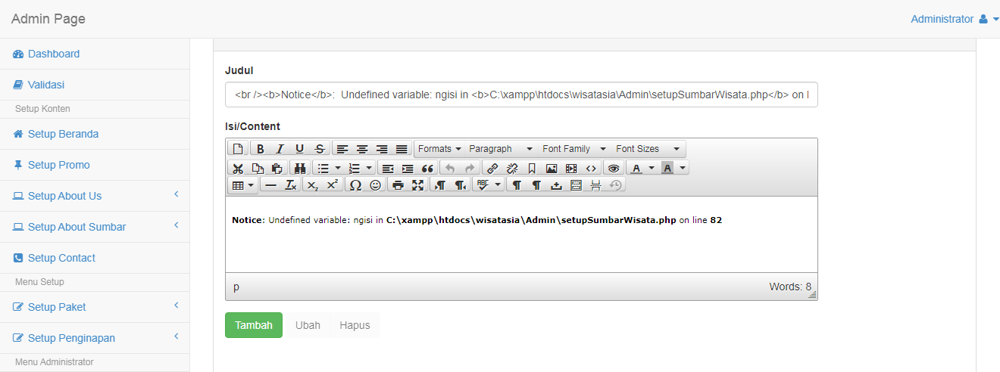 Admin Page
Administrator
Dashboard
Validasi
Setup Konten
Setup Beranda
Setup Promo
Setup About Us
Setup About Sumbar
Setup Contact
Menu Setup
Setup Paket
Setup Penginapan
Menu Administrator
Judul
<br /><b>Notice</b>:  Undefined variable: ngisi in <b>C:\xampp\htdocs\wisatasia\Admin\setupSumbarWisata.php</b> on l
Isi/Content
Formats Paragraph Font Family Font Sizes
Notice: Undefined variable: ngisi in C:\xampp\htdocs\wisatasia\Admin\setupSumbarWisata.php on line 82
p Words: 8
Tambah Ubah Hapus